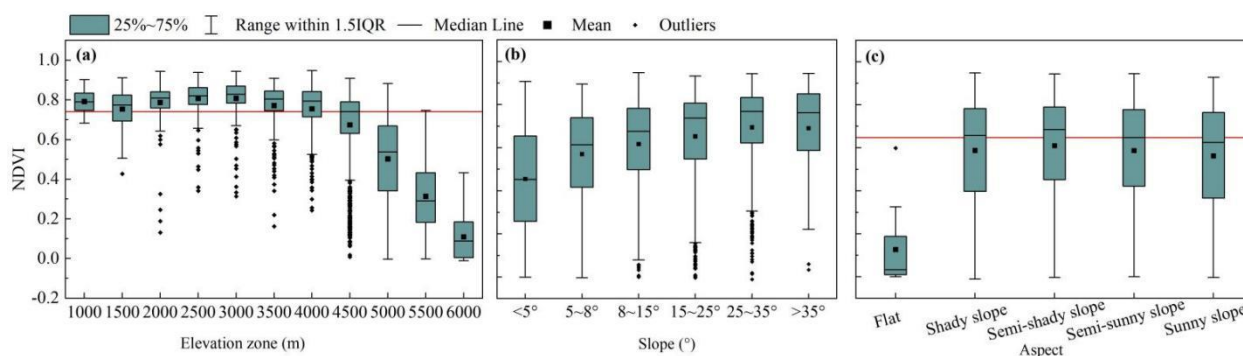 25%~75% Range within 1.5IQR Median Line Mean Outliers
(a) (b) (c)
NDVI
1.0
0.8
0.6
0.4
0.2
0.0
-0.2
1000 1500 2000 2500 3000 3500 4000 4500 5000 5500 6000
Elevation zone (m)
<5° 5~8° 8~15° 15~25° 25~35° >35°
Slope (°)
Flat Shady slope Semi-shady slope Semi-sunny slope Sunny slope
Aspect